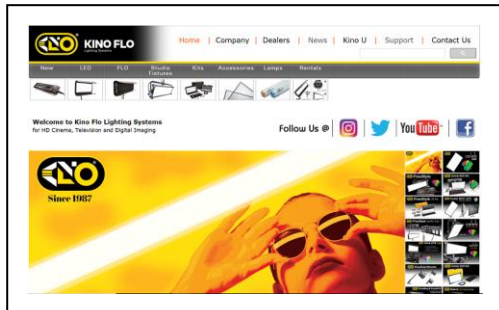 KINO FLO
Lighting Systems
Home | Company | Dealers | News | Kino U | Support | Contact Us
New LED FLO Studio Fixtures Kits Accessories Lamps Rentals
Welcome to Kino Flo Lighting Systems
for HD Cinema, Television and Digital Imaging
Follow Us @
You Tube
Since 1987